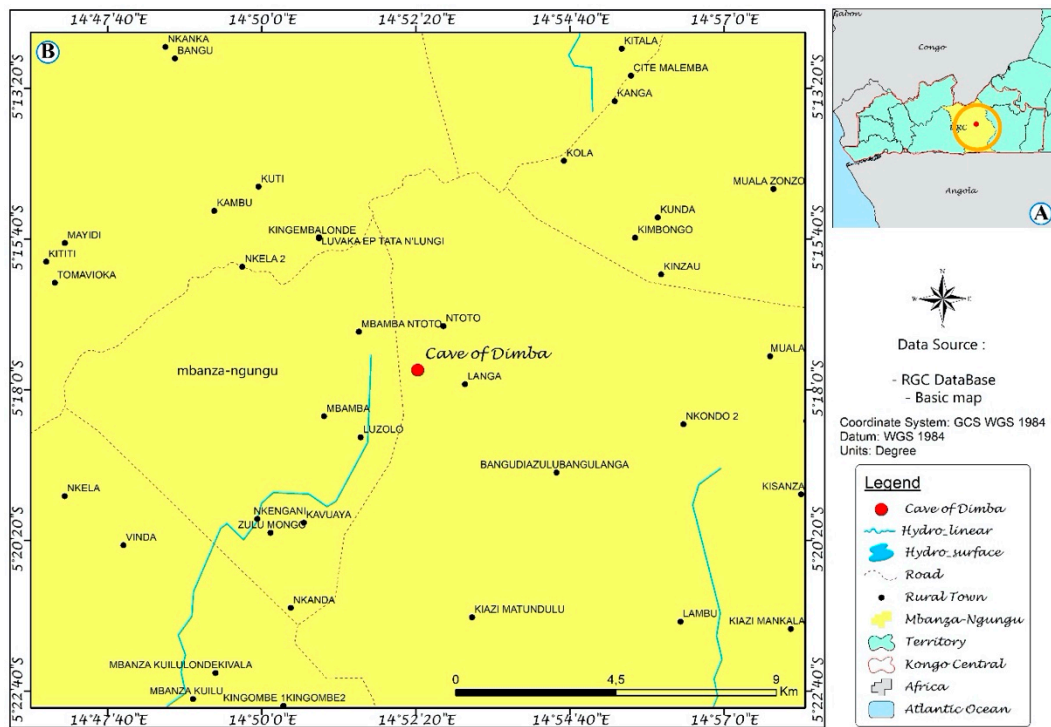 14°47'40"E 14°50'0"E 14°52'20"E 14°54'40"E 14°57'0"E
B
NKANKA
BANGU
KITALA
CITE MALEMBA
KANGA
5°13'20"S
5°13'20"S
KOLA
KUTI
MUALA ZONZO
KAMBU
KUNDA
KINGEMBALONDE
KIMBONGO
LUVAKA EP TATA N'LUNGI
5°15'40"S
5°15'40"S
MAYIDI
KITITI
NKELA 2
TOMAVIOKA
KINZAU
MBAMBA NTOTO
NTOTO
Cave of Dimba
MUALA
mbanza-ngungu
LANGA
5°18'0"S
5°18'0"S
MBAMBA
NKONDO 2
LUZOLO
BANGUDIAZULUBANGULANGA
NKELA
KISANZA
NKENGANI
KAVUAYA
ZULU MONGO
VINDA
5°20'20"S
5°20'20"S
NKANDA
KIAZI MATUNDULU
LAMBU
KIAZI MANKALA
MBANZA KUILULONDEKIVALA
MBANZA KUILU
KINGOMBE 1KINGOMBE2
5°22'40"S
5°22'40"S
0 4,5 9
Km
14°47'40"E 14°50'0"E 14°52'20"E 14°54'40"E 14°57'0"E
Gabon
Congo
Angola
A
N
W E
S
Data Source :
- RGC DataBase
- Basic map
Coordinate System: GCS WGS 1984
Datum: WGS 1984
Units: Degree
Legend
Cave of Dimba
Hydro_linear
Hydro_surface
Road
Rural Town
Mbanza-Ngungu
Territory
Kongo Central
Africa
Atlantic Ocean